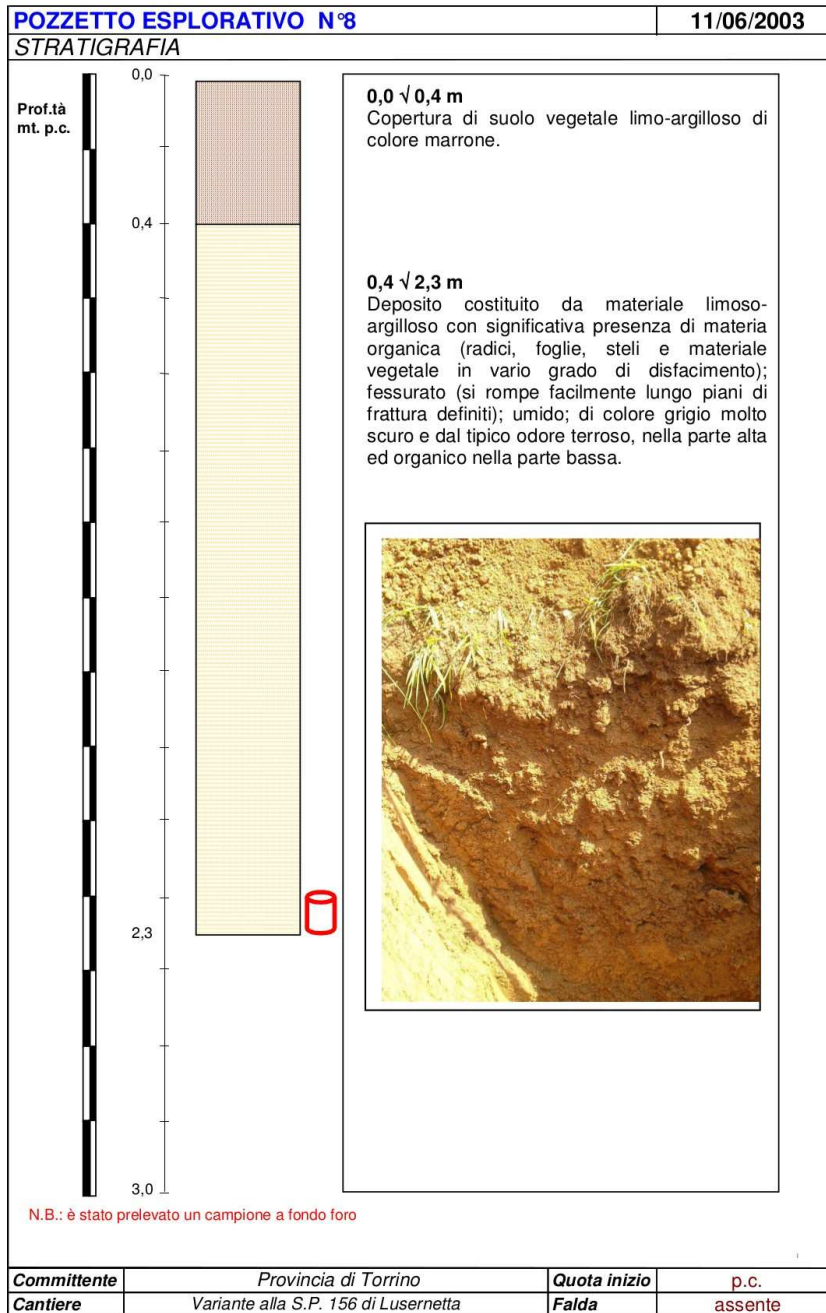 POZZETTO ESPLORATIVO N°8
11/06/2003
STRATIGRAFIA
Prof.tà
mt. p.c.
0,0
0,4
2,3
3,0
0,0 √ 0,4 m
Copertura di suolo vegetale limo-argilloso di
colore marrone.
0,4 √ 2,3 m
Deposito costituito da materiale limoso-
argilloso con significativa presenza di materia
organica (radici, foglie, steli e materiale
vegetale in vario grado di disfacimento);
fessurato (si rompe facilmente lungo piani di
frattura definiti); umido; di colore grigio molto
scuro e dal tipico odore terroso, nella parte alta
ed organico nella parte bassa.
N.B.: è stato prelevato un campione a fondo foro
Committente
Provincia di Torrino
Quota inizio
p.c.
Cantiere
Variante alla S.P. 156 di Lusernetta
Falda
assente